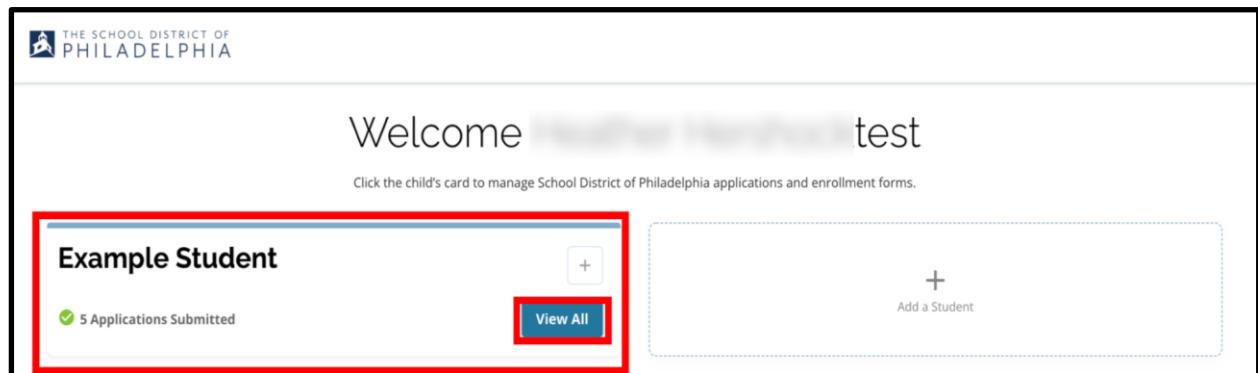 THE SCHOOL DISTRICT OF
PHILADELPHIA
Welcome test
Click the child's card to manage School District of Philadelphia applications and enrollment forms.
Example Student
+
5 Applications Submitted
View All
+
Add a Student